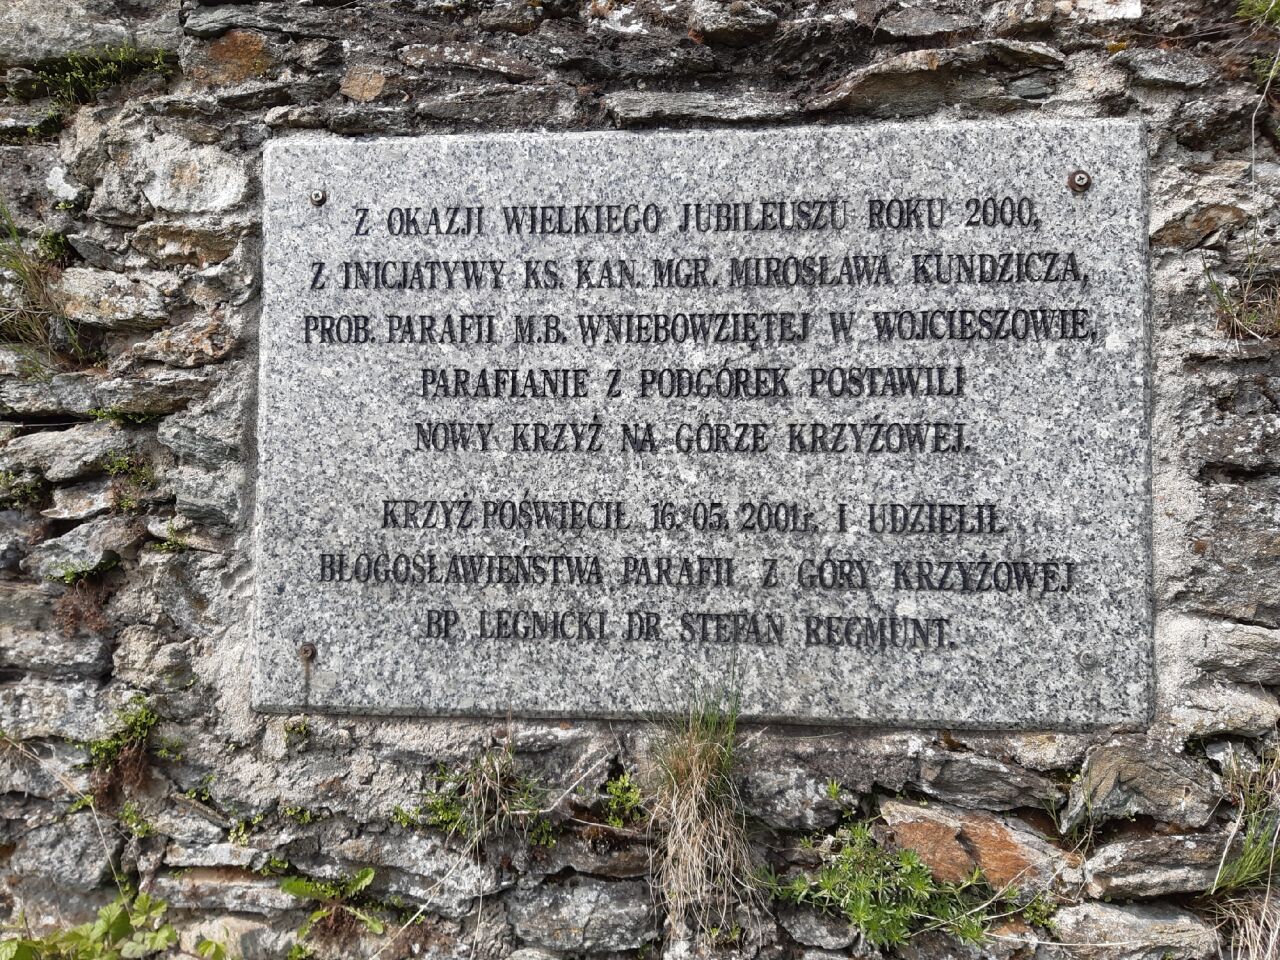 Z OKAZJI WIELKIEGO JUBILEUSZU ROKU 2000,
Z INICJATYWY KS. KAN. MGR. MIROSŁAWA KUNDZICZA,
PROB. PARAFII M.B. WNIEBOWZIĘTEJ W WOJCIESZOWIE,
PARAFIANIE Z PODGÓREK POSTAWILI
NOWY KRZYŻ NA GÓRZE KRZYŻOWEJ.
KRZYŻ POŚWIĘCIŁ 16.05.2001r. I UDZIELIŁ
BŁOGOSŁAWIEŃSTWA PARAFII Z GÓRY KRZYŻOWEJ
BP. LEGNICKI DR STEFAN REGMUNT.